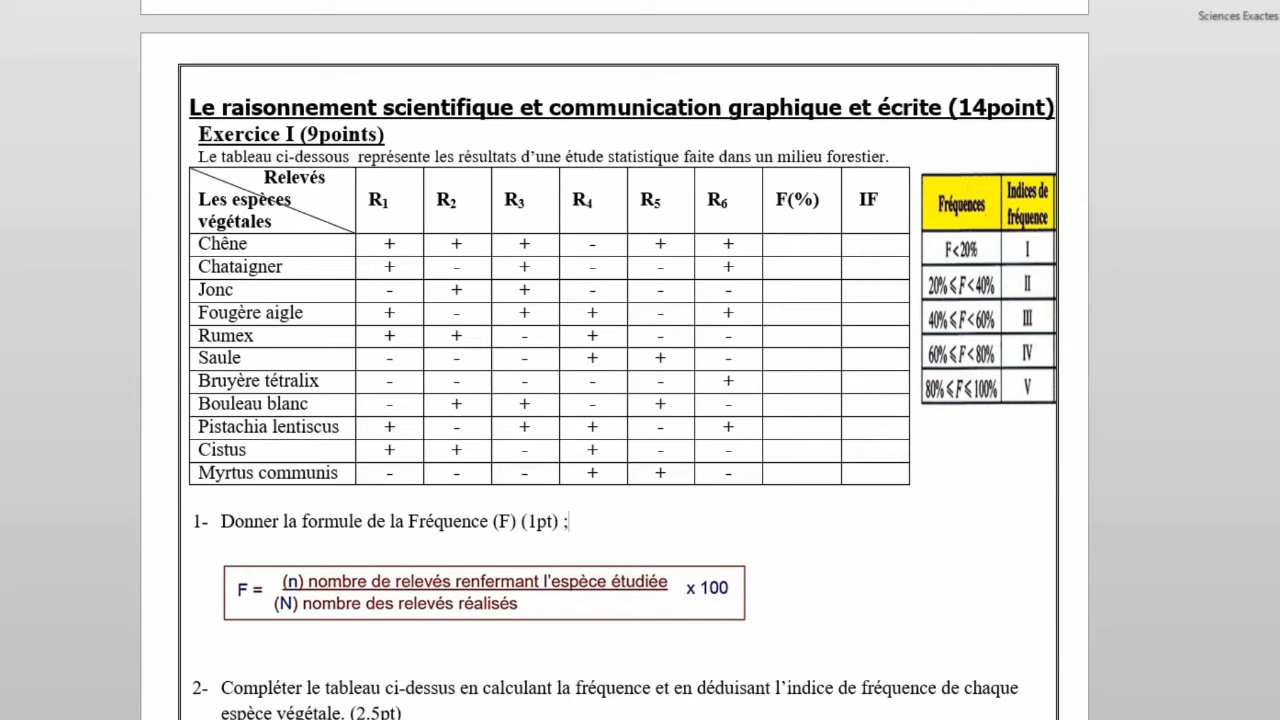 Sciences Exactes
Le raisonnement scientifique et communication graphique et écrite (14point)
Exercice I (9points)
Le tableau ci-dessous représente les résultats d’une étude statistique faite dans un milieu forestier.
Relevés
Les espèces
végétales
R1 R2 R3 R4 R5 R6 F(%) IF
Chêne + + + - + +
Chataigner + - + - - +
Jonc - + + - - -
Fougère aigle + - + + - +
Rumex + + - + - -
Saule - - - + + -
Bruyère tétralix - - - - - +
Bouleau blanc - + + - + -
Pistachia lentiscus + - + + - +
Cistus + + - + - -
Myrtus communis - - - + + -
Fréquences Indices de fréquence
F<20% I
20%⩽F<40% II
40%⩽F<60% III
60%⩽F<80% IV
80%⩽F⩽100% V
1- Donner la formule de la Fréquence (F) (1pt) ;
F = (n) nombre de relevés renfermant l'espèce étudiée x 100
(N) nombre des relevés réalisés
2- Compléter le tableau ci-dessus en calculant la fréquence et en déduisant l’indice de fréquence de chaque
espèce végétale. (2.5pt)